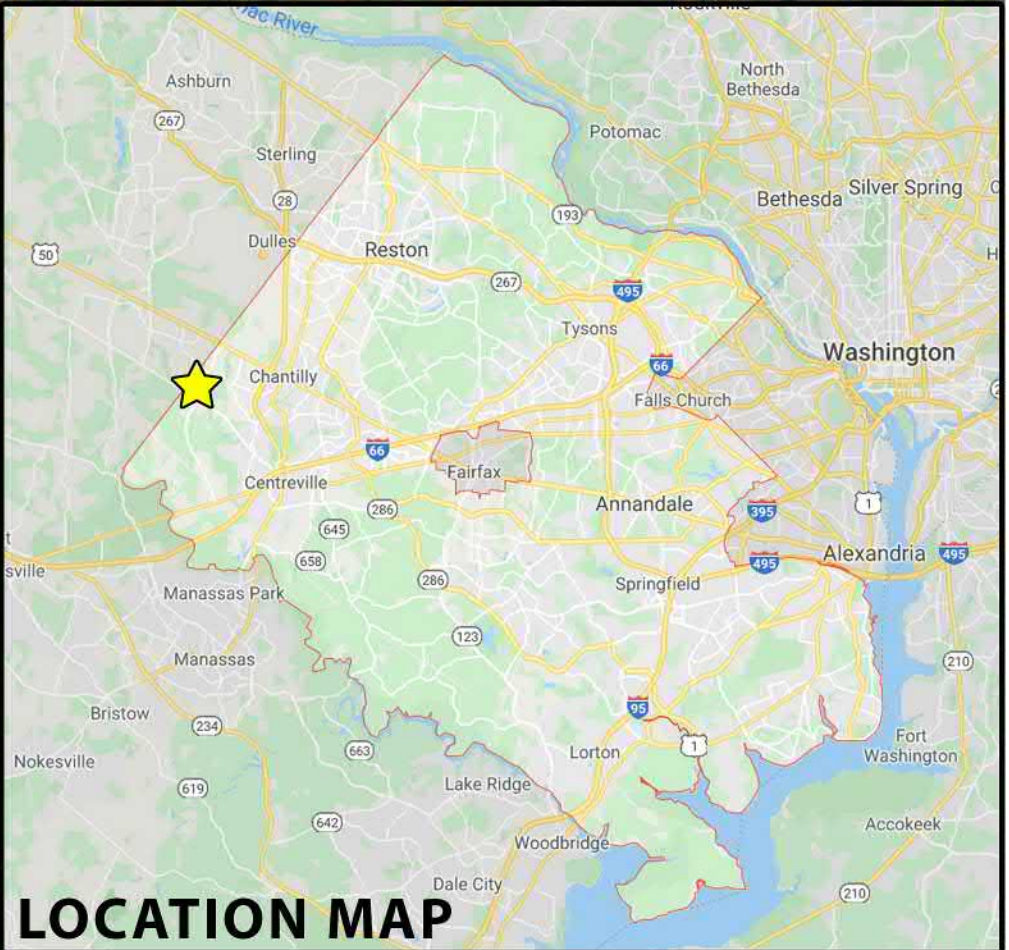 River
Ashburn
North
Bethesda
267
Potomac
Sterling
28
Bethesda
Silver Spring
193
Dulles
Reston
50
267
495
Tysons
Washington
66
Chantilly
Falls Church
66
Fairfax
Centreville
286
Annandale
1
395
645
Alexandria
495
658
495
sville
286
Springfield
Manassas Park
123
Manassas
210
95
Bristow
234
1
Fort
Washington
663
Lorton
Nokesville
Lake Ridge
619
642
Accokeek
Woodbridge
Dale City
210
LOCATION MAP